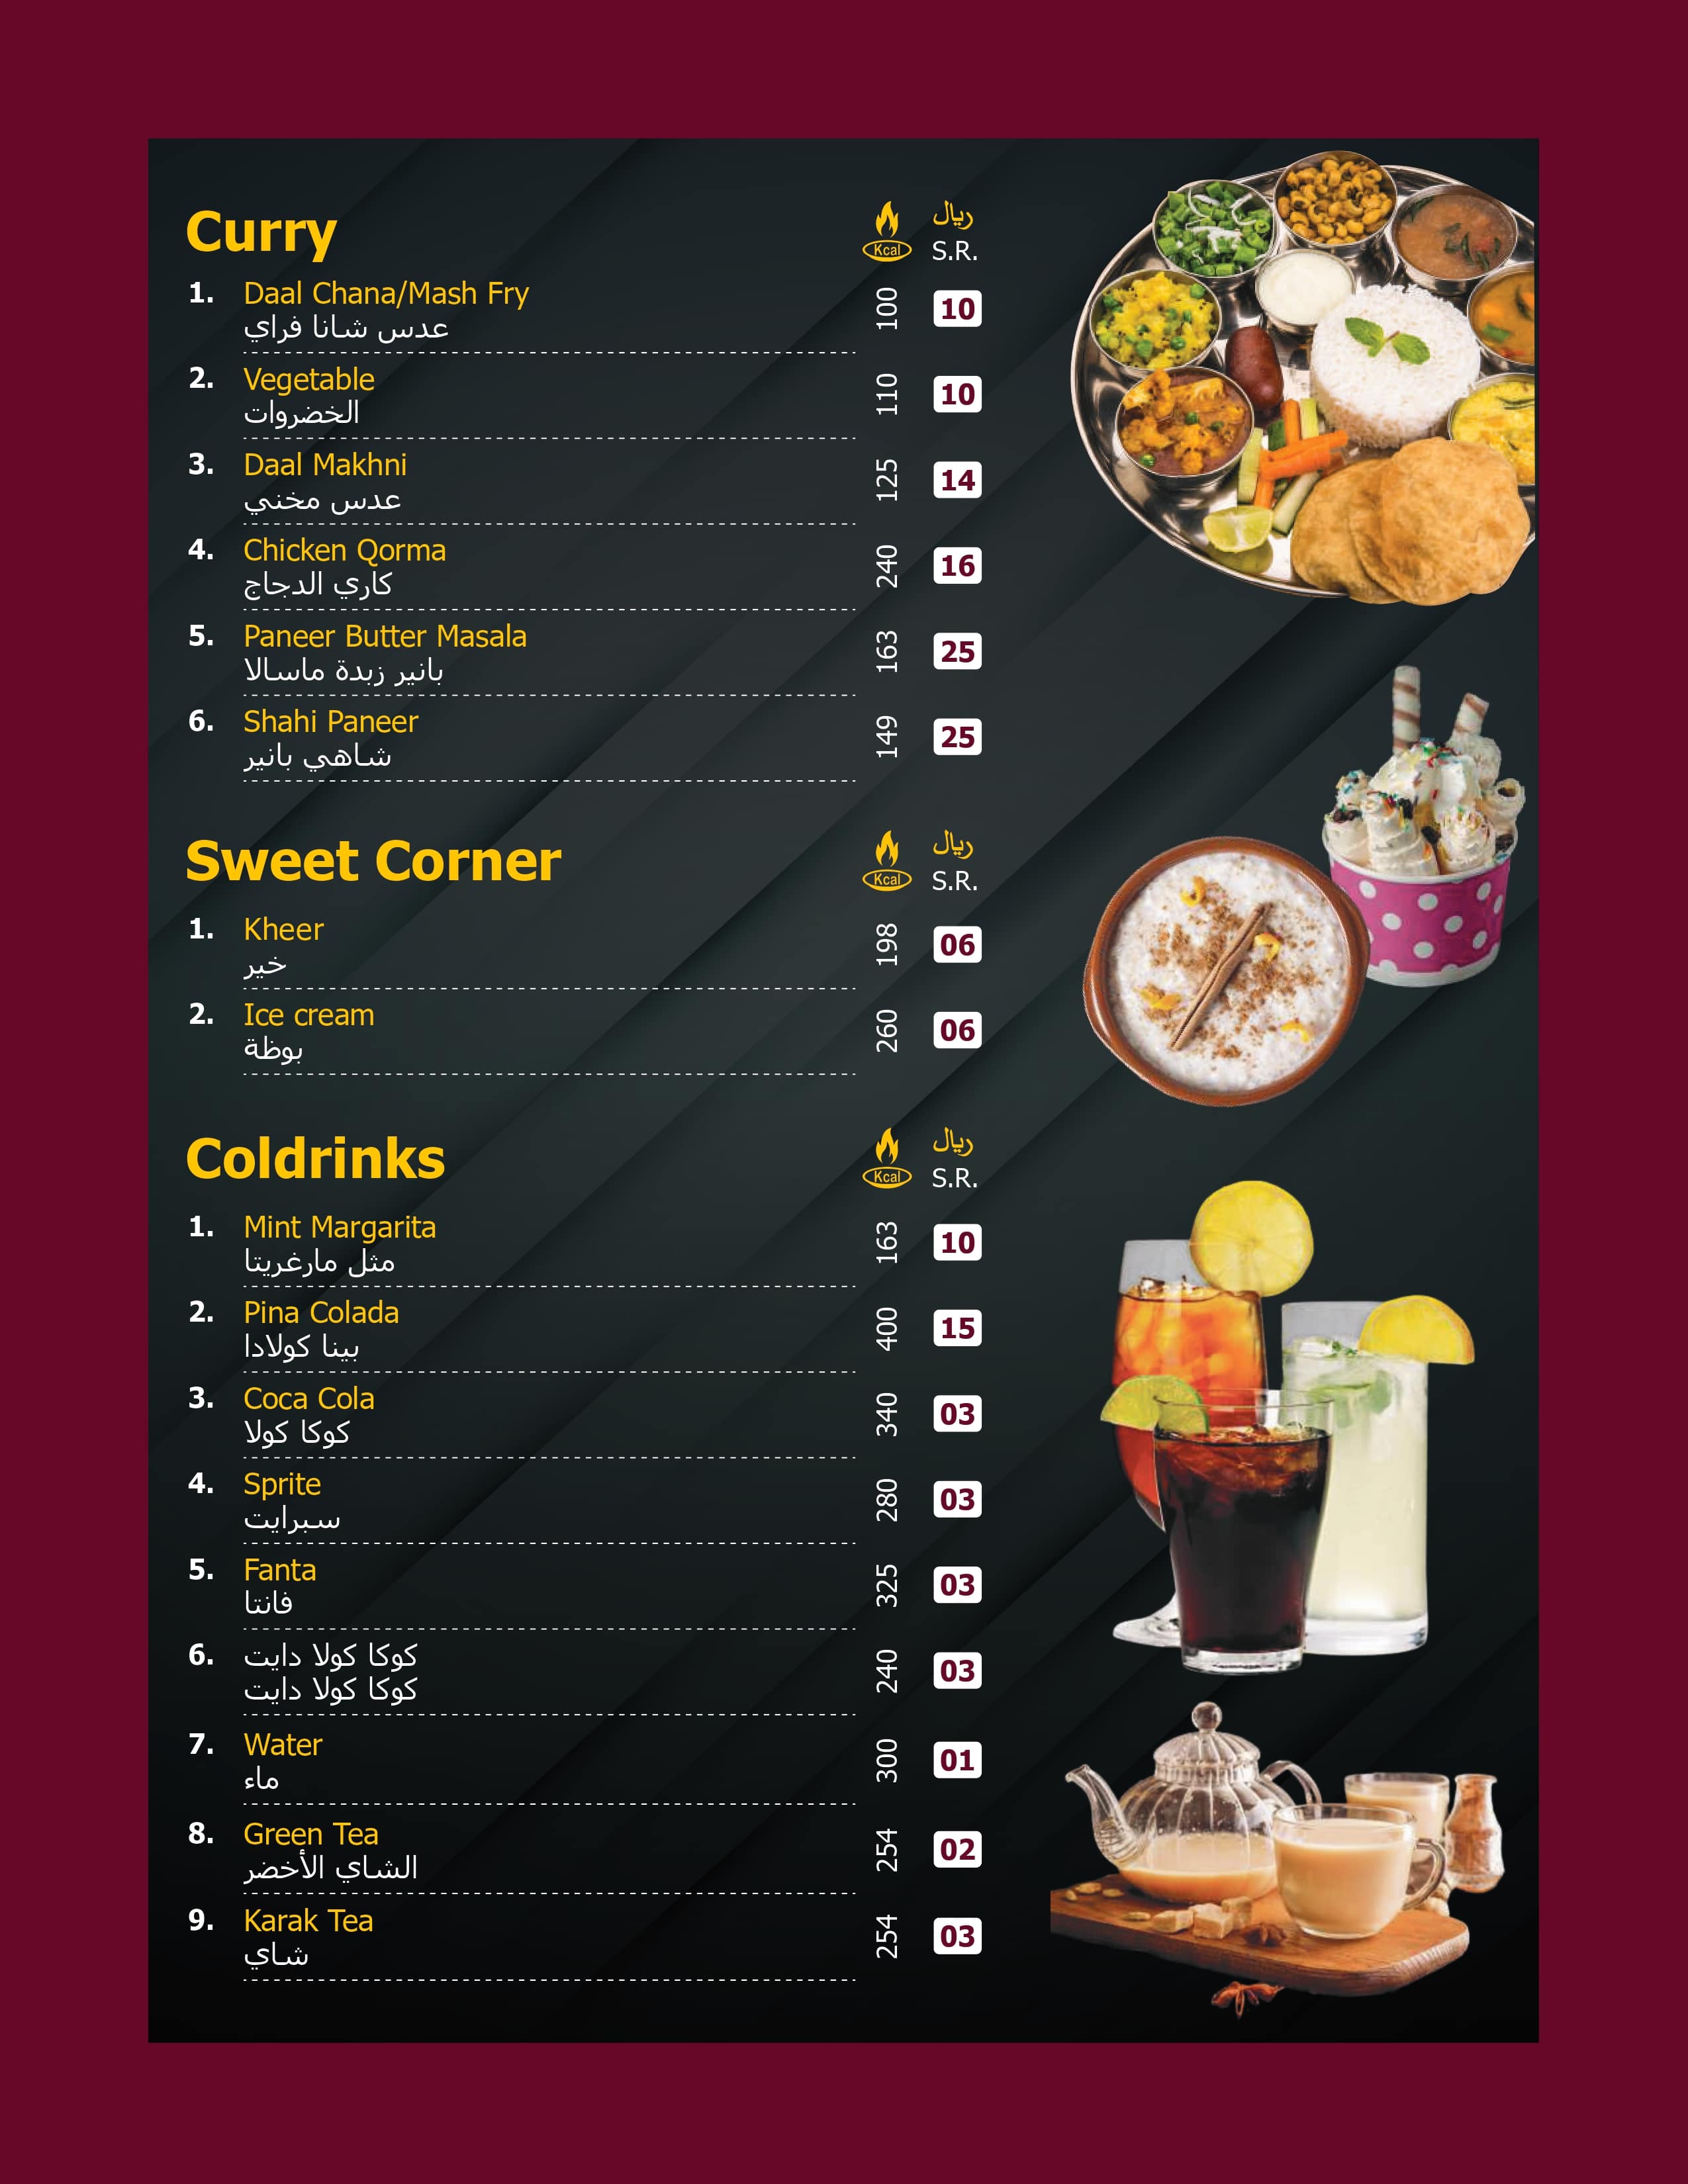 Curry
Kcal
ريال
S.R.
1. Daal Chana/Mash Fry 100 10
عدس شانا فراي
2. Vegetable 110 10
الخضروات
3. Daal Makhni 125 14
عدس مخني
4. Chicken Qorma 240 16
كاري الدجاج
5. Paneer Butter Masala 163 25
بانير زبدة ماسالا
6. Shahi Paneer 149 25
شاهي بانير
Sweet Corner
Kcal
ريال
S.R.
1. Kheer 198 06
خير
2. Ice cream 260 06
بوظة
Coldrinks
Kcal
ريال
S.R.
1. Mint Margarita 163 10
مثل مارغريتا
2. Pina Colada 400 15
بينا كولادا
3. Coca Cola 340 03
كوكا كولا
4. Sprite 280 03
سبرايت
5. Fanta 325 03
فانتا
6. كوكا كولا دايت 240 03
كوكا كولا دايت
7. Water 300 01
ماء
8. Green Tea 254 02
الشاي الأخضر
9. Karak Tea 254 03
شاي